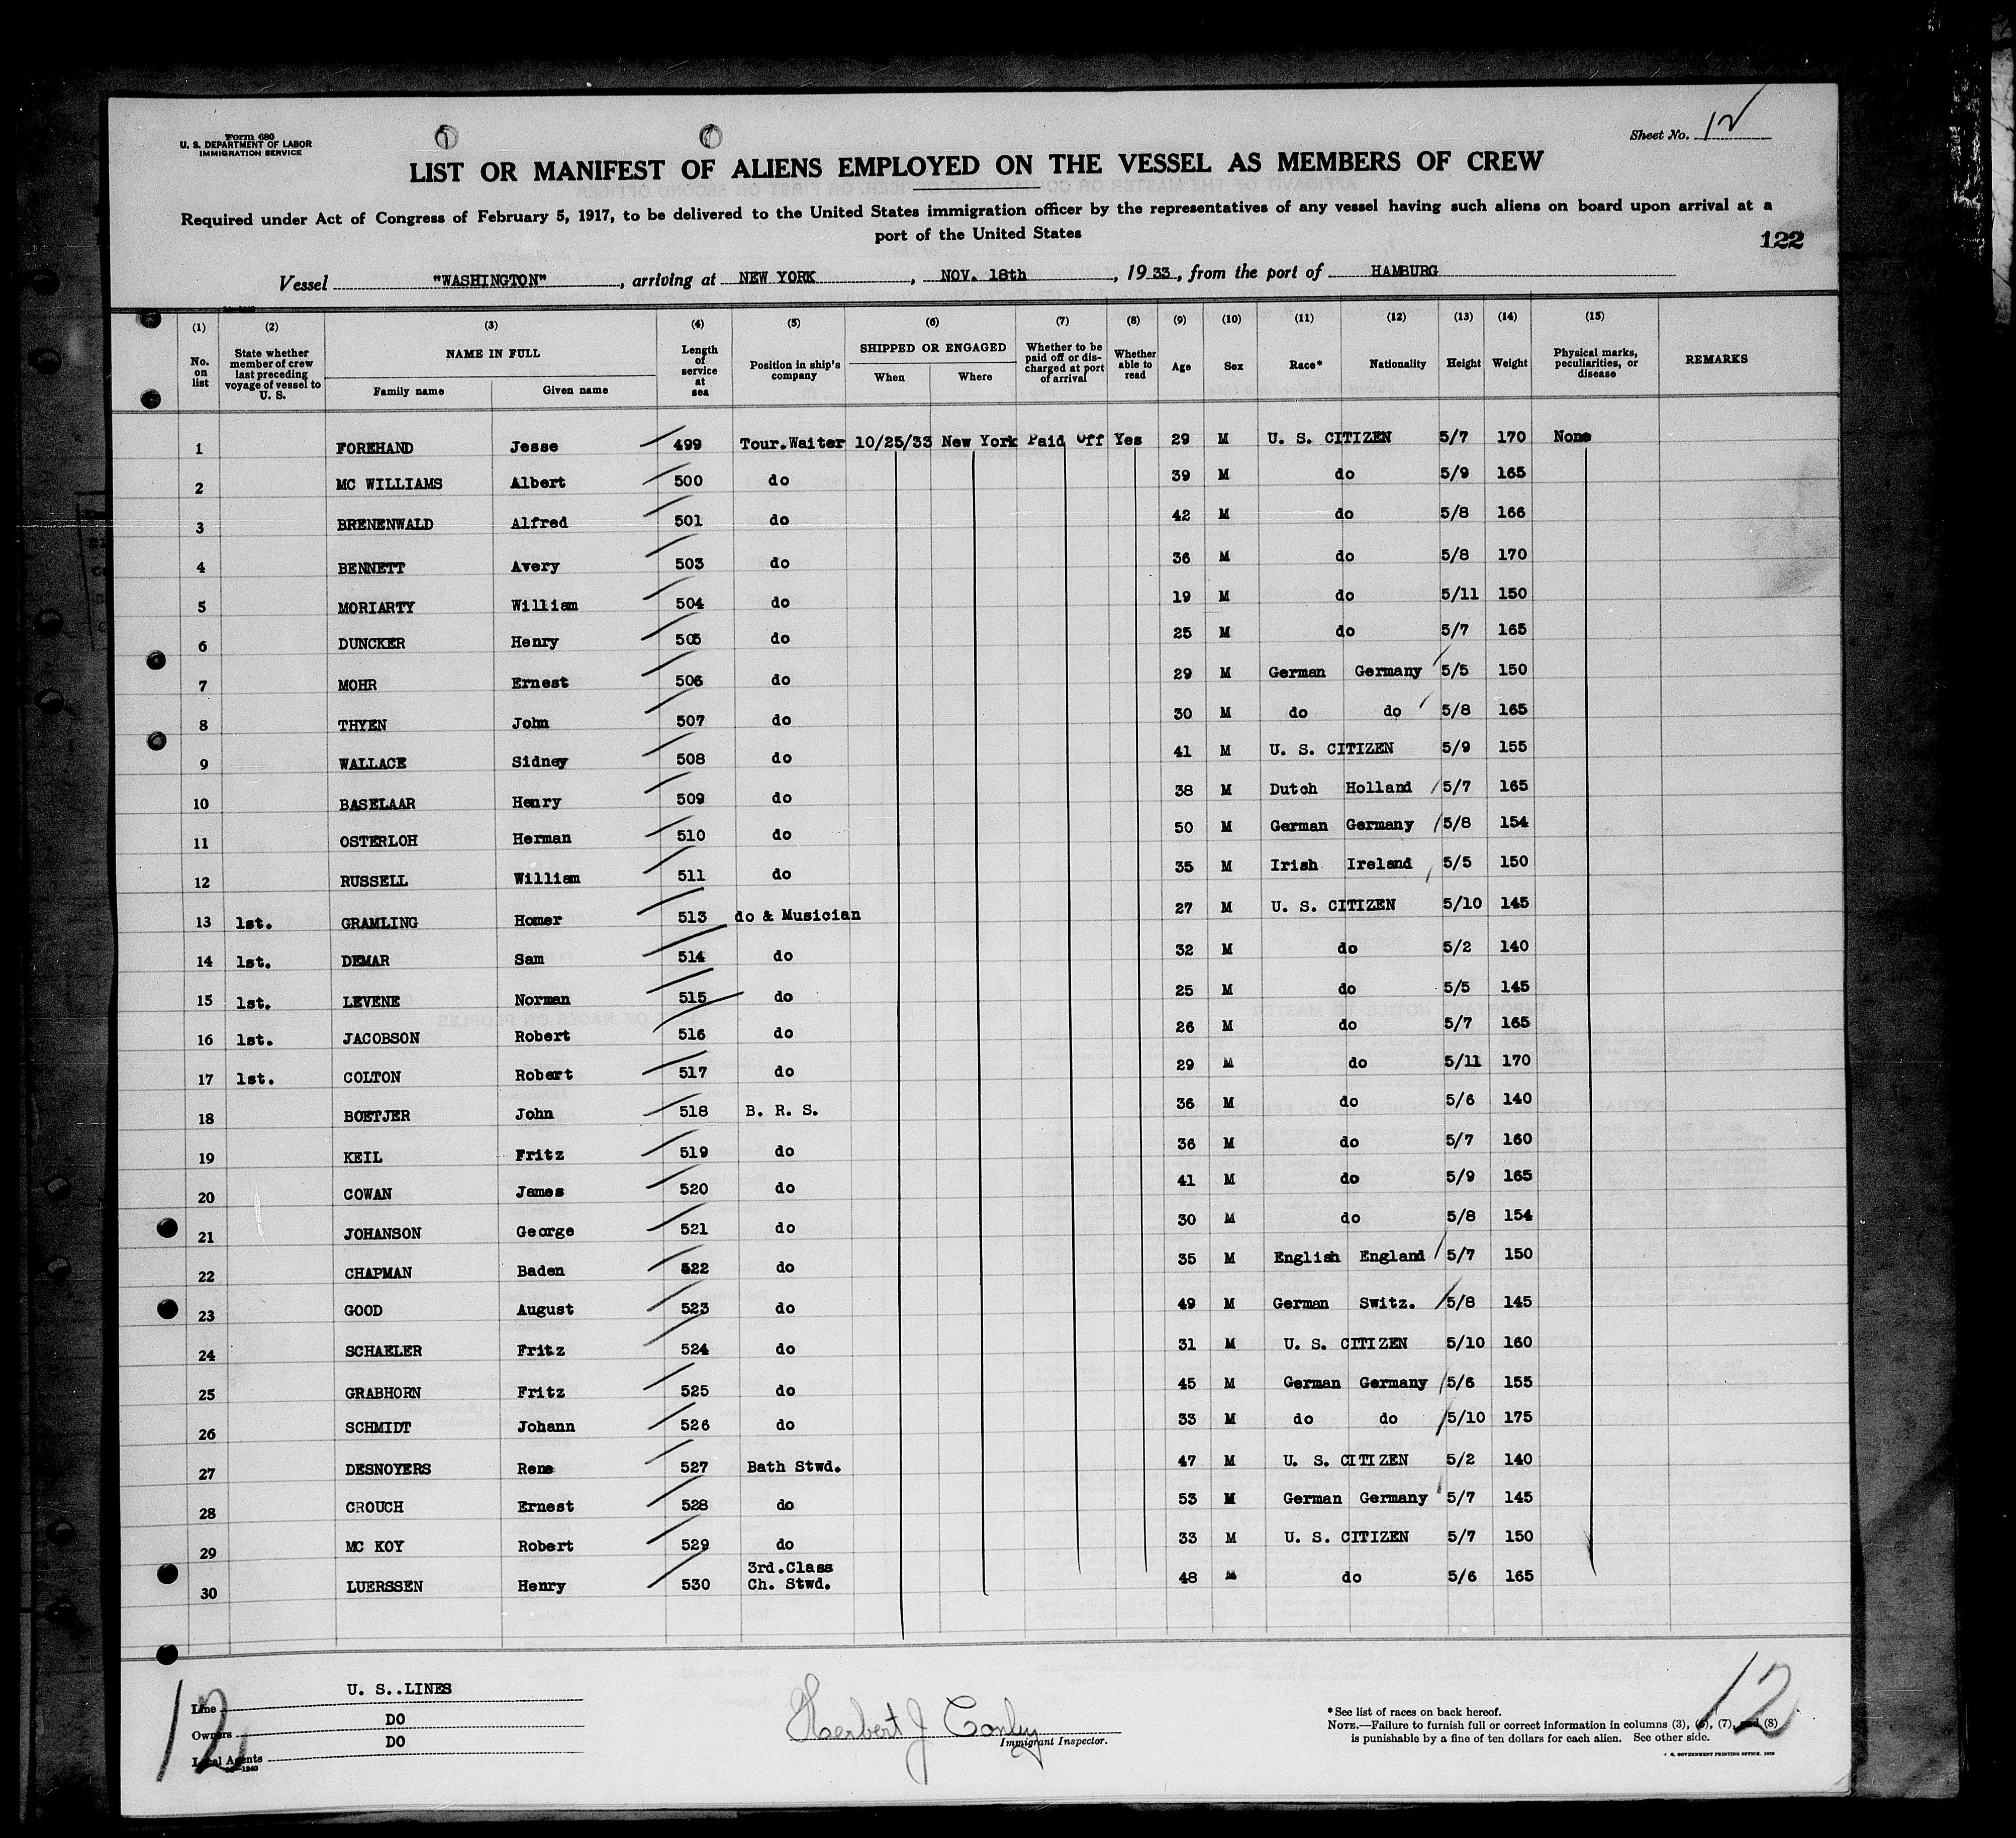 Form 680
U. S. DEPARTMENT OF LABOR
IMMIGRATION SERVICE
Sheet No. 12
LIST OR MANIFEST OF ALIENS EMPLOYED ON THE VESSEL AS MEMBERS OF CREW
Required under Act of Congress of February 5, 1917, to be delivered to the United States immigration officer by the representatives of any vessel having such aliens on board upon arrival at a
port of the United States
122
Vessel "WASHINGTON", arriving at NEW YORK, NOV. 18th, 1933, from the port of HAMBURG
(1) (2) (3) (4) (5) (6) (7) (8) (9) (10) (11) (12) (13) (14) (15)
No. on list State whether member of crew last preceding voyage of vessel to U. S. NAME IN FULL Family name Given name Length of service at sea Position in ship's company SHIPPED OR ENGAGED When Where Whether to be paid off or discharged at port of arrival Whether able to read Age Sex Race* Nationality Height Weight Physical marks, peculiarities, or disease REMARKS
1 FOREHAND Jesse 499 Tour.Waiter 10/25/33 New York Paid Off Yes 29 M U. S. CITIZEN 5/7 170 None
2 MC WILLIAMS Albert 500 do 39 M do 5/9 165
3 BRENENWALD Alfred 501 do 42 M do 5/8 166
4 BENNETT Avery 503 do 36 M do 5/8 170
5 MORIARTY William 504 do 19 M do 5/11 150
6 DUNCKER Henry 505 do 25 M do 5/7 165
7 MOHR Ernest 506 do 29 M German Germany 5/5 150
8 THYEN John 507 do 30 M do do 5/8 165
9 WALLACE Sidney 508 do 41 M U. S. CITIZEN 5/9 155
10 BASELAAR Henry 509 do 38 M Dutch Holland 5/7 165
11 OSTERLOH Herman 510 do 50 M German Germany 5/8 154
12 RUSSELL William 511 do 35 M Irish Ireland 5/5 150
13 1st. GRAMLING Homer 513 do & Musician 27 M U. S. CITIZEN 5/10 145
14 1st. DEMAR Sam 514 do 32 M do 5/2 140
15 1st. LEVENE Norman 515 do 25 M do 5/5 145
16 1st. JACOBSON Robert 516 do 26 M do 5/7 165
17 1st. COLTON Robert 517 do 29 M do 5/11 170
18 BOETJER John 518 B. R. S. 36 M do 5/6 140
19 KEIL Fritz 519 do 36 M do 5/7 160
20 COWAN James 520 do 41 M do 5/9 165
21 JOHANSON George 521 do 30 M do 5/8 154
22 CHAPMAN Baden 522 do 35 M English England 5/7 150
23 GOOD August 523 do 49 M German Switz. 5/8 145
24 SCHAELER Fritz 524 do 31 M U. S. CITIZEN 5/10 160
25 GRABHORN Fritz 525 do 45 M German Germany 5/6 155
26 SCHMIDT Johann 526 do 33 M do do 5/10 175
27 DESNOYERS Rene 527 Bath Stwd. 47 M U. S. CITIZEN 5/2 140
28 CROUCH Ernest 528 do 53 M German Germany 5/7 145
29 MC KOY Robert 529 do 33 M U. S. CITIZEN 5/7 150
30 LUERSSEN Henry 530 3rd.Class Ch. Stwd. 48 M do 5/6 165
Line U. S..LINES
Owners DO
Local Agents DO
12
Herbert J Conley
Immigrant Inspector.
* See list of races on back hereof.
NOTE.—Failure to furnish full or correct information in columns (3), (5), (7), and (8)
is punishable by a fine of ten dollars for each alien. See other side.
12